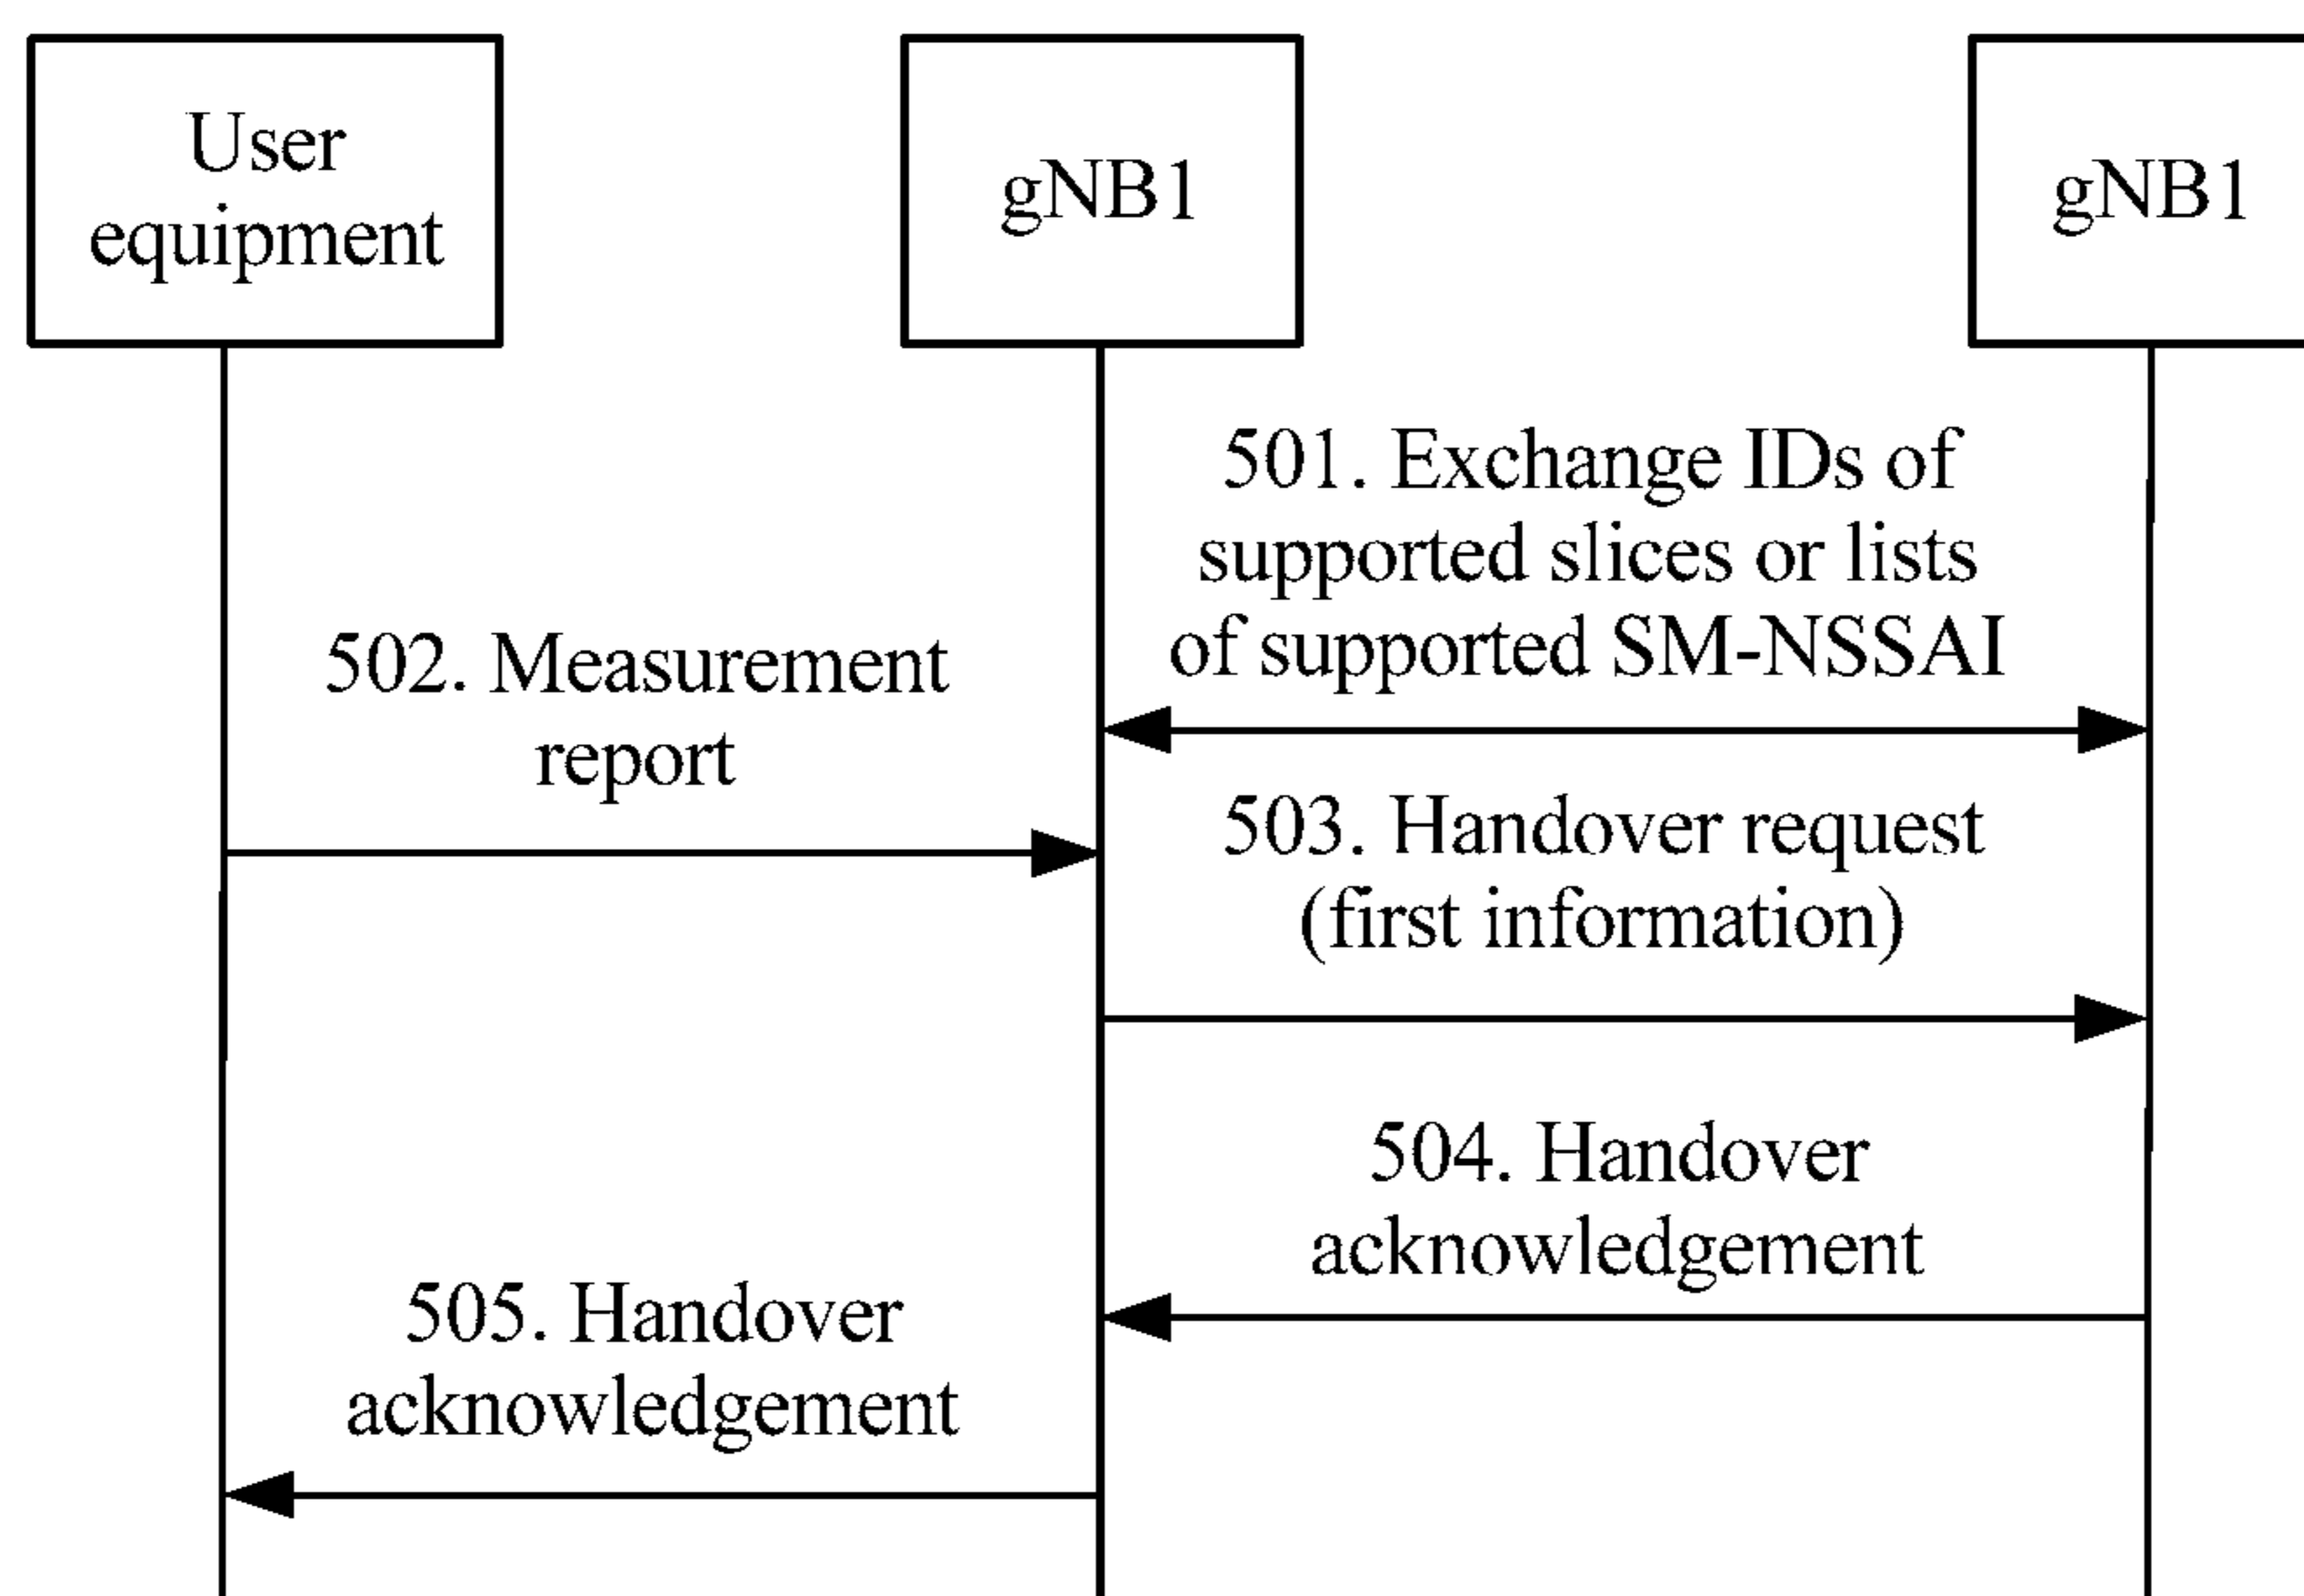 User
equipment
gNB1
gNB1
501. Exchange IDs of
supported slices or lists
of supported SM-NSSAI
502. Measurement
report
503. Handover request
(first information)
504. Handover
acknowledgement
505. Handover
acknowledgement